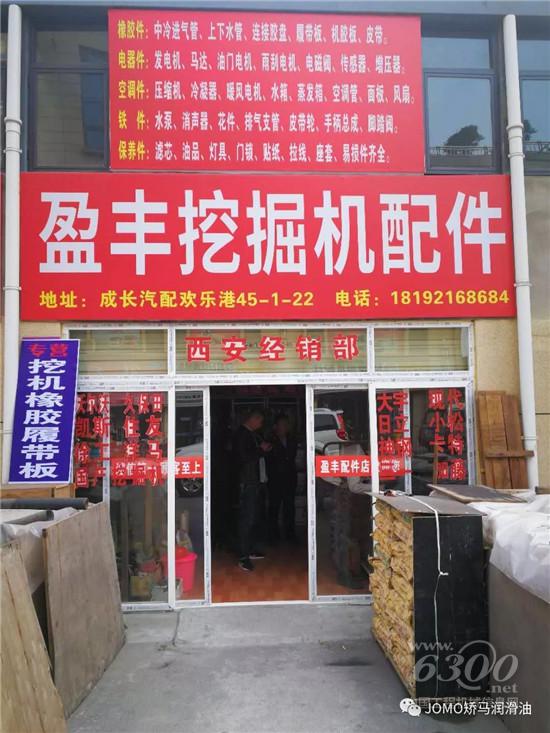 橡胶件：中冷进气管、上下水管、连接胶盘、履带板、机胶板、皮带。
电器件：发电机、马达、油门电机、雨刮电机、电磁阀、传感器、增压器。
空调件：压缩机、冷凝器、暖风电机、水箱、蒸发箱、空调管、面板、风扇。
铁　件：水泵、消声器、花件、排气支管、皮带轮、手柄总成、脚踏阀。
保养件：滤芯、油品、灯具、门锁、贴纸、拉线、座套、易损件齐全。
盈丰挖掘机配件
地址：成长汽配欢乐港45-1-22　电话：18192168684
西安经销部
专营
挖机橡胶履带板
大宇
日立
现代
小松
卡特
住友
客至上
盈丰配件店
www.6300.net
JOMO矫马润滑油